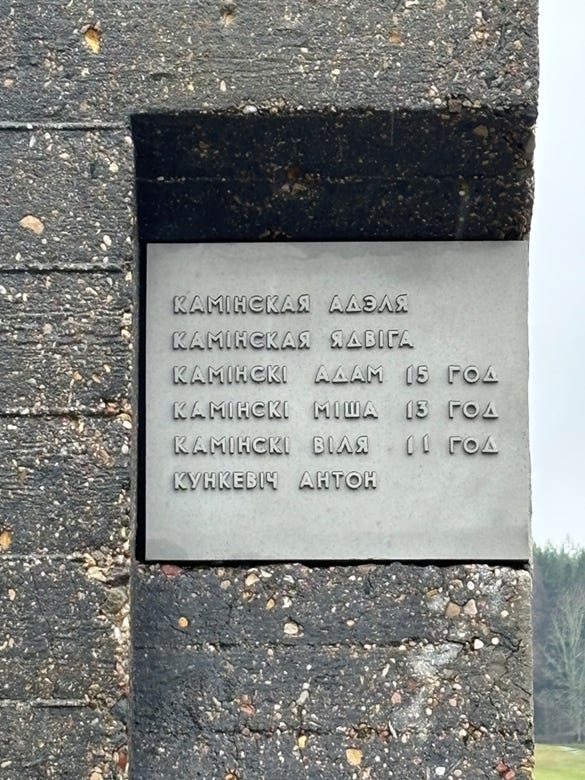 КАМІНСКАЯ АДЭЛЯ
КАМІНСКАЯ ЯДВІГА
КАМІНСКІ АДАМ 15 ГОД
КАМІНСКІ МІША 13 ГОД
КАМІНСКІ ВІЛЯ 11 ГОД
КУНКЕВІЧ АНТОН